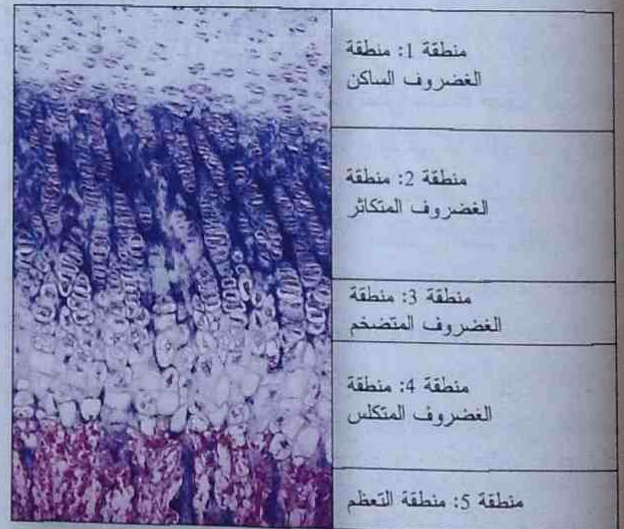 منطقة 1: منطقة
الغضروف الساكن
منطقة 2: منطقة
الغضروف المتكاثر
منطقة 3: منطقة
الغضروف المتضخم
منطقة 4: منطقة
الغضروف المتكلس
منطقة 5: منطقة التعظم